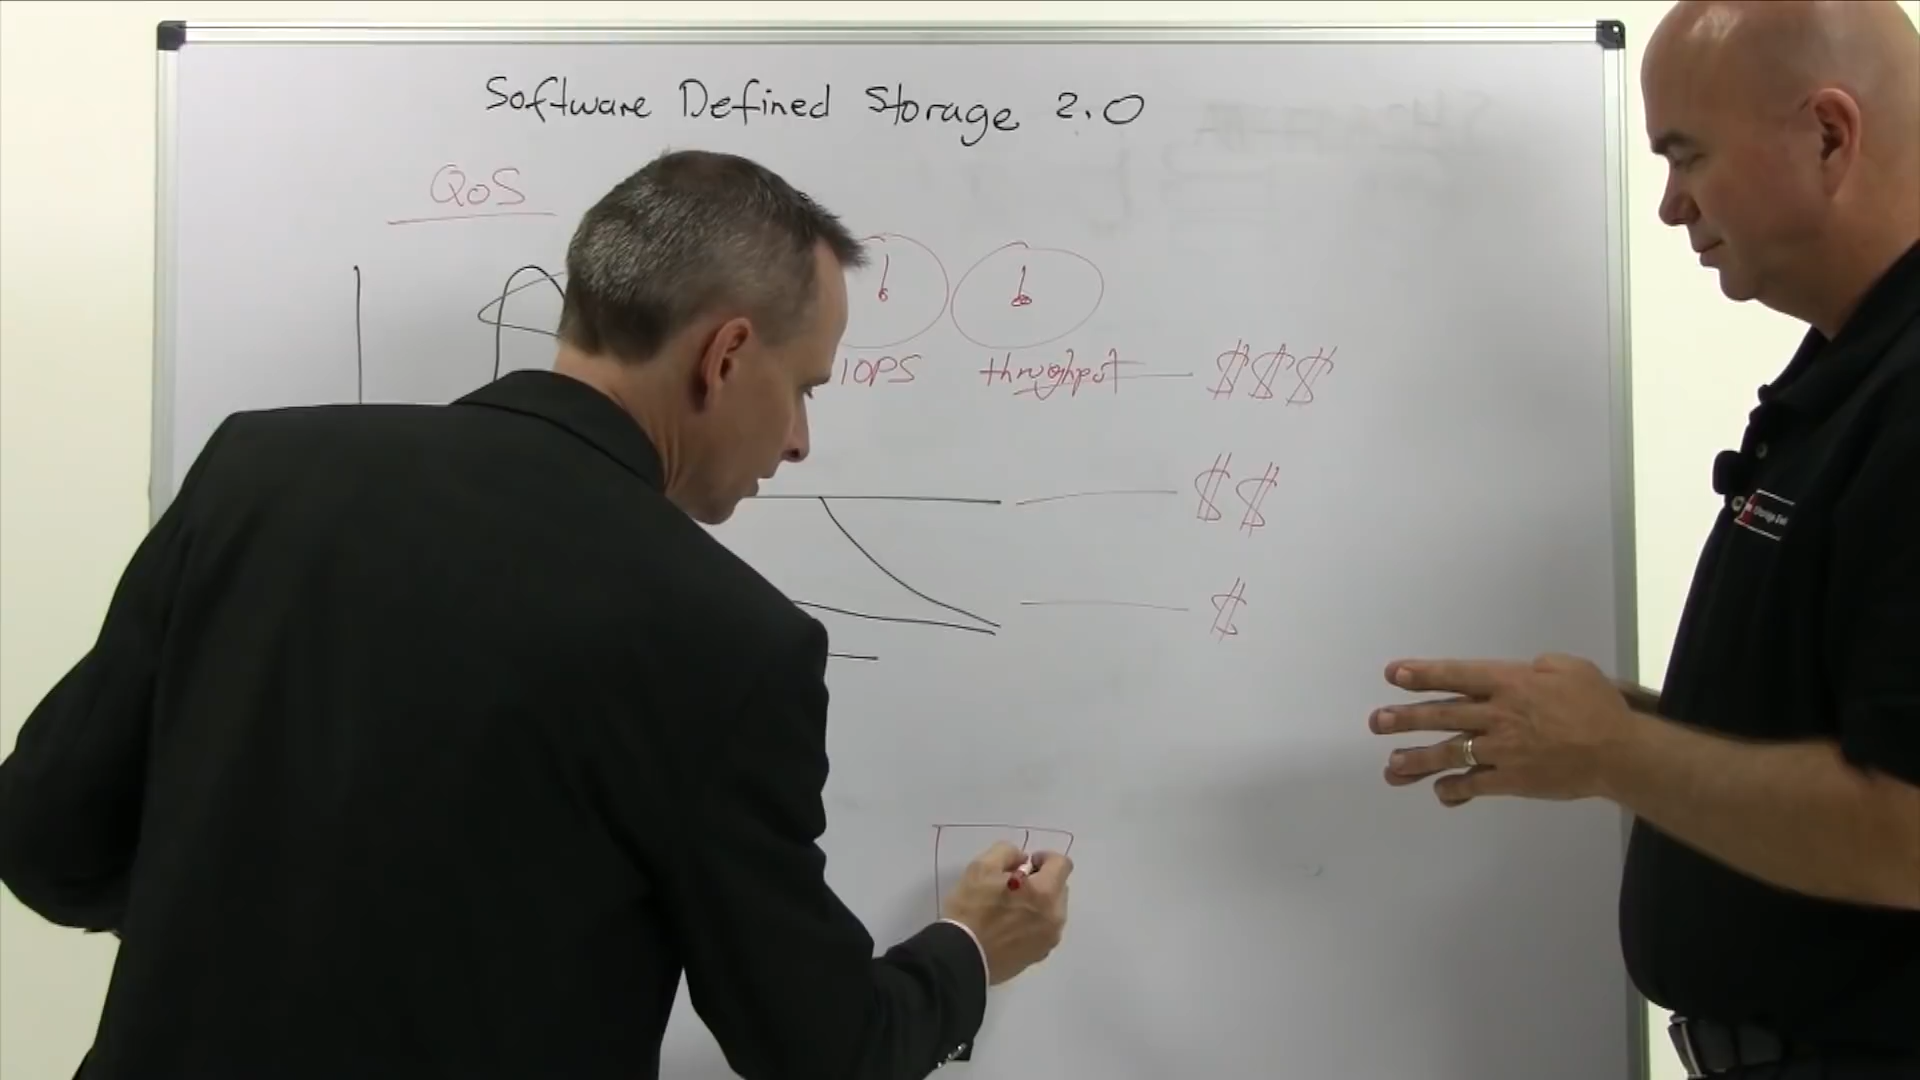 Software Defined Storage 2.0
QoS
IOPS throughput $$$
$$
$